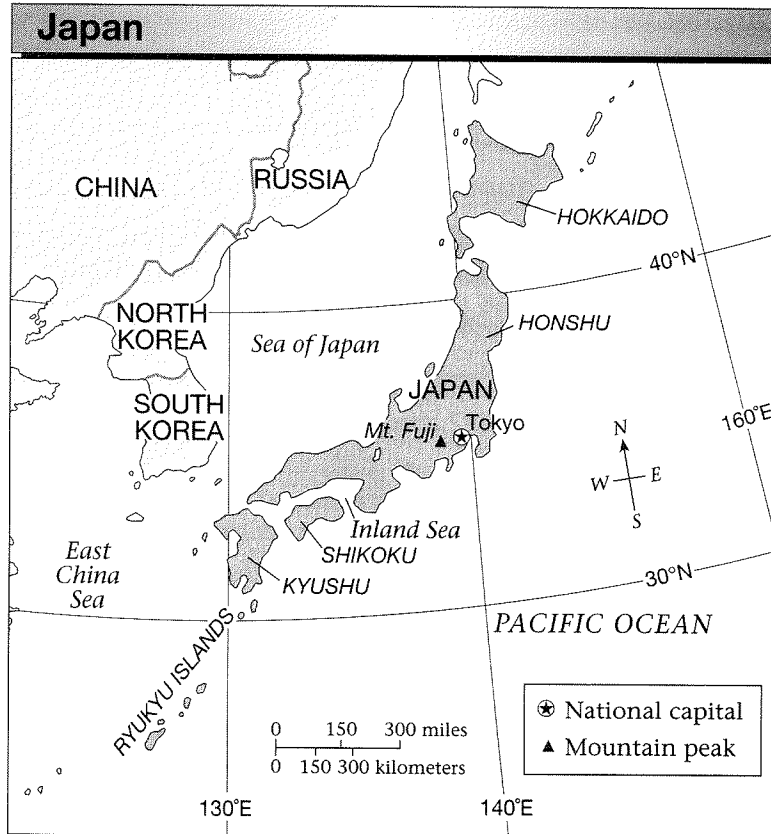 Japan
CHINA
RUSSIA
HOKKAIDO
40°N
NORTH
KOREA
HONSHU
Sea of Japan
JAPAN
SOUTH
KOREA
Mt. Fuji
Tokyo
160°E
N
W
E
S
Inland Sea
East
China
Sea
SHIKOKU
KYUSHU
30°N
PACIFIC OCEAN
RYUKYU ISLANDS
National capital
Mountain peak
0 150 300 miles
0 150 300 kilometers
130°E
140°E